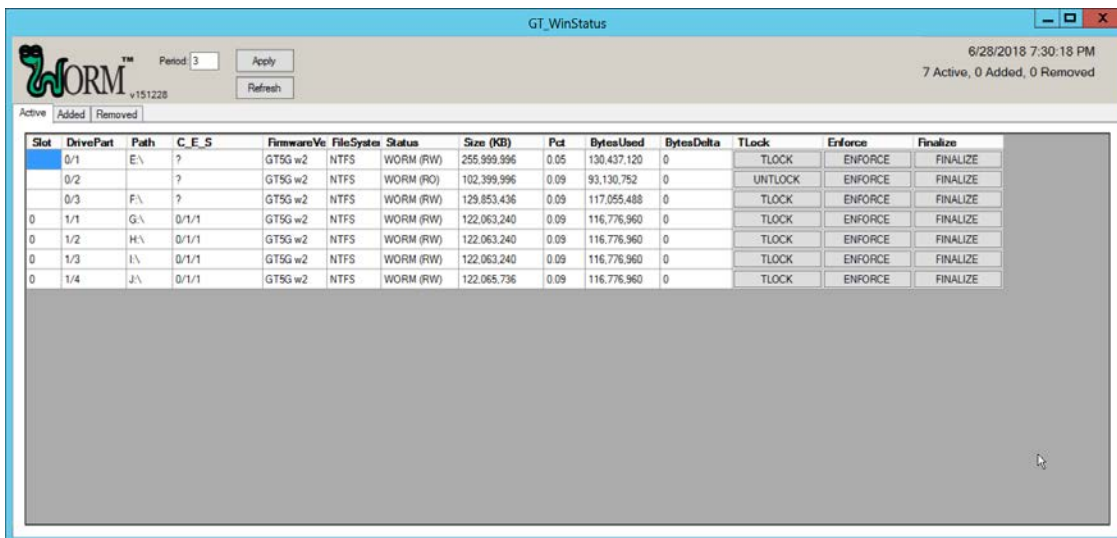 GT_WinStatus
WORM™ v151228
Period: 3 Apply
Refresh
6/28/2018 7:30:18 PM
7 Active, 0 Added, 0 Removed
Active Added Removed
Slot DrivePart Path C_E_S FirmwareVe FileSyster Status Size (KB) Pct BytesUsed BytesDelta TLock Enforce Finalize
0/1 E:\ ? GT5G w2 NTFS WORM (RW) 255,999,996 0.05 130,437,120 0 TLOCK ENFORCE FINALIZE
0/2 ? GT5G w2 NTFS WORM (RO) 102,399,996 0.09 93,130,752 0 UNTLOCK ENFORCE FINALIZE
0/3 F:\ ? GT5G w2 NTFS WORM (RW) 129,853,436 0.09 117,055,488 0 TLOCK ENFORCE FINALIZE
0 1/1 G:\ 0/1/1 GT5G w2 NTFS WORM (RW) 122,063,240 0.09 116,776,960 0 TLOCK ENFORCE FINALIZE
0 1/2 H:\ 0/1/1 GT5G w2 NTFS WORM (RW) 122,063,240 0.09 116,776,960 0 TLOCK ENFORCE FINALIZE
0 1/3 I:\ 0/1/1 GT5G w2 NTFS WORM (RW) 122,063,240 0.09 116,776,960 0 TLOCK ENFORCE FINALIZE
0 1/4 J:\ 0/1/1 GT5G w2 NTFS WORM (RW) 122,065,736 0.09 116,776,960 0 TLOCK ENFORCE FINALIZE